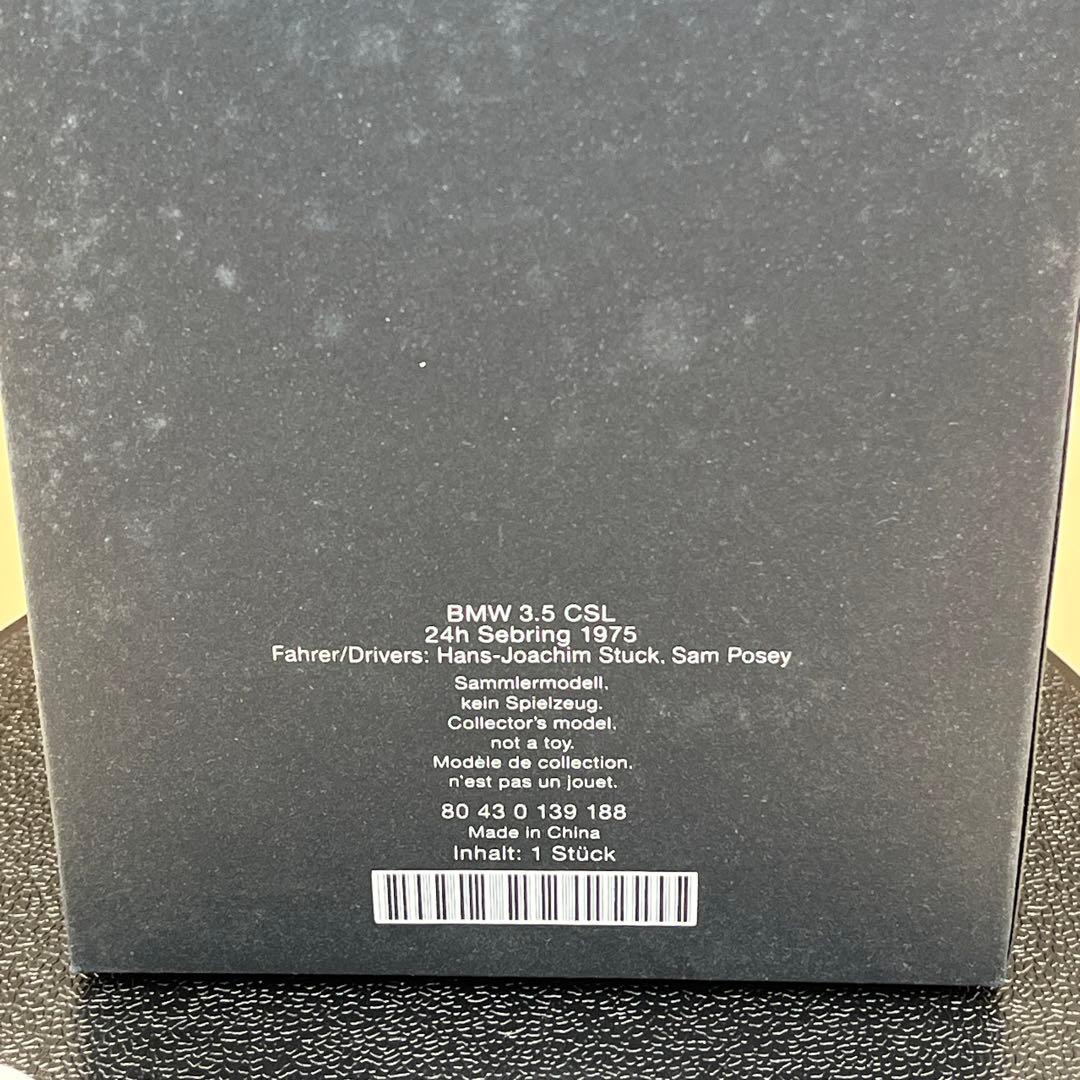 BMW 3.5 CSL
24h Sebring 1975
Fahrer/Drivers: Hans-Joachim Stuck, Sam Posey
Sammlermodell,
kein Spielzeug.
Collector's model,
not a toy.
Modèle de collection,
n'est pas un jouet.
80 43 0 139 188
Made in China
Inhalt: 1 Stück